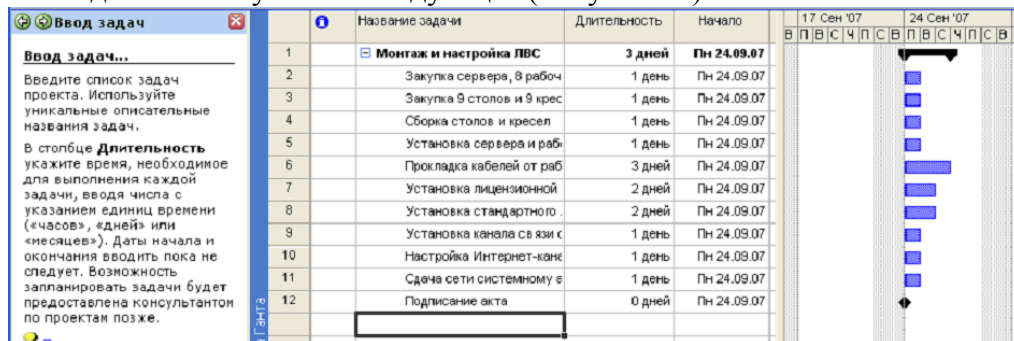 Ввод задач
Ввод задач...
Введите список задач
проекта. Используйте
уникальные описательные
названия задач.
В столбце Длительность
укажите время, необходимое
для выполнения каждой
задачи, вводя числа с
указанием единиц времени
(«часов», «дней» или
«месяцев»). Даты начала и
окончания вводить пока не
следует. Возможность
запланировать задачи будет
предоставлена консультантом
по проектам позже.
Ганта
Название задачи Длительность Начало 17 Сен '07 24 Сен '07
В П В С Ч П С В П В С Ч П С В
1 Монтаж и настройка ЛВС 3 дней Пн 24.09.07
2 Закупка сервера, 8 рабоч 1 день Пн 24.09.07
3 Закупка 9 столов и 9 крес 1 день Пн 24.09.07
4 Сборка столов и кресел 1 день Пн 24.09.07
5 Установка сервера и раб 1 день Пн 24.09.07
6 Прокладка кабелей от раб 3 дней Пн 24.09.07
7 Установка лицензионной 2 дней Пн 24.09.07
8 Установка стандартного 2 дней Пн 24.09.07
9 Установка канала связи с 1 день Пн 24.09.07
10 Настройка Интернет-кана 1 день Пн 24.09.07
11 Сдача сети системному 1 день Пн 24.09.07
12 Подписание акта 0 дней Пн 24.09.07